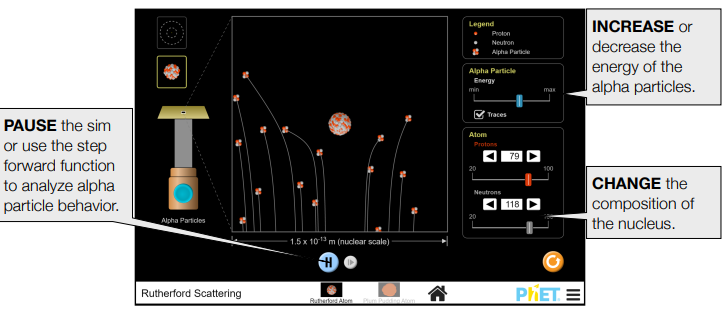 INCREASE or
decrease the
energy of the
alpha particles.
Legend
Proton
Neutron
Alpha Particle
Alpha Particle
Energy
min max
Traces
PAUSE the sim
or use the step
forward function
to analyze alpha
particle behavior.
Alpha Particles
1.5 x 10⁻¹³ m (nuclear scale)
Atom
Protons
79
20 100
Neutrons
118
20
CHANGE the
composition of
the nucleus.
Rutherford Scattering
Rutherford Atom
Plum Pudding Atom
PhET